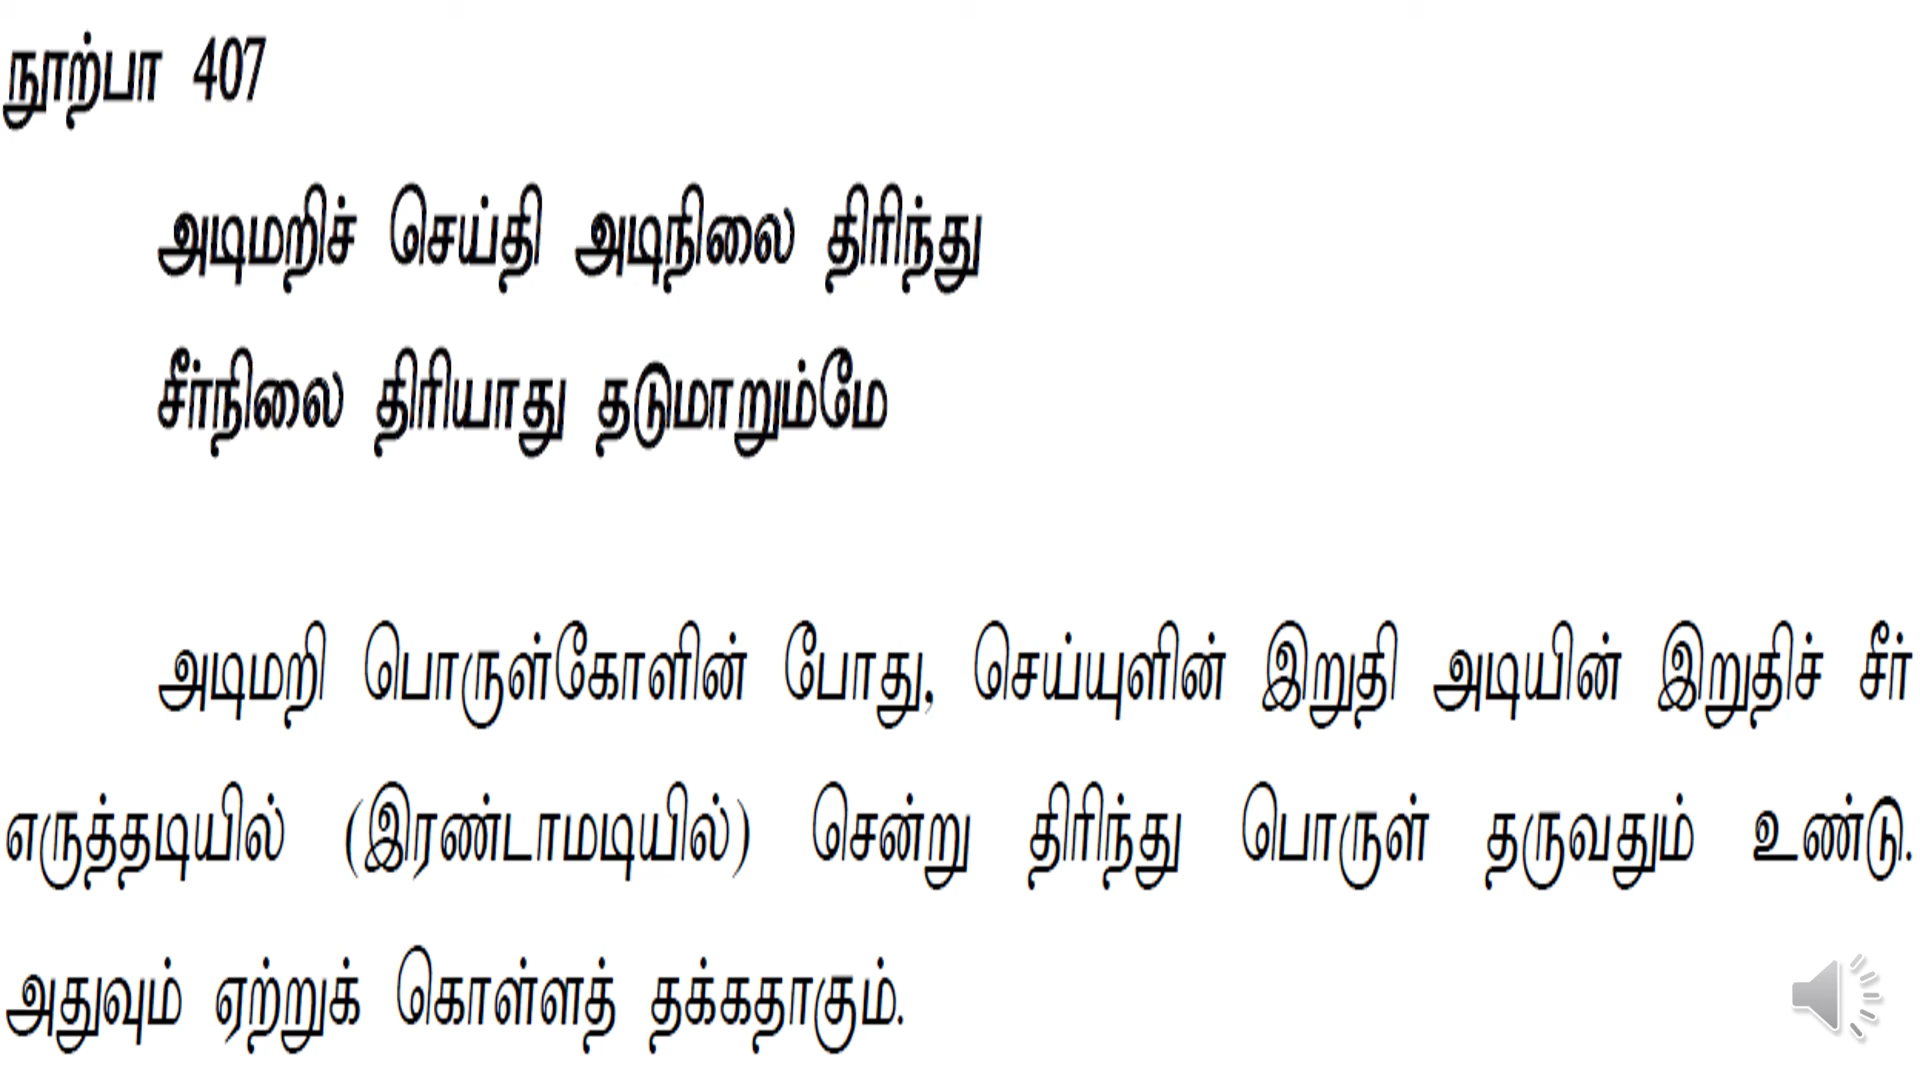 நூற்பா 407
அடிமறிச் செய்தி அடிநிலை திரிந்து
சீர்நிலை திரியாது தடுமாறும்மே
அடிமறி பொருள்கோளின் போது, செய்யுளின் இறுதி அடியின் இறுதிச் சீர்
எருத்தடியில் (இரண்டாமடியில்) சென்று திரிந்து பொருள் தருவதும் உண்டு.
அதுவும் ஏற்றுக் கொள்ளத் தக்கதாகும்.